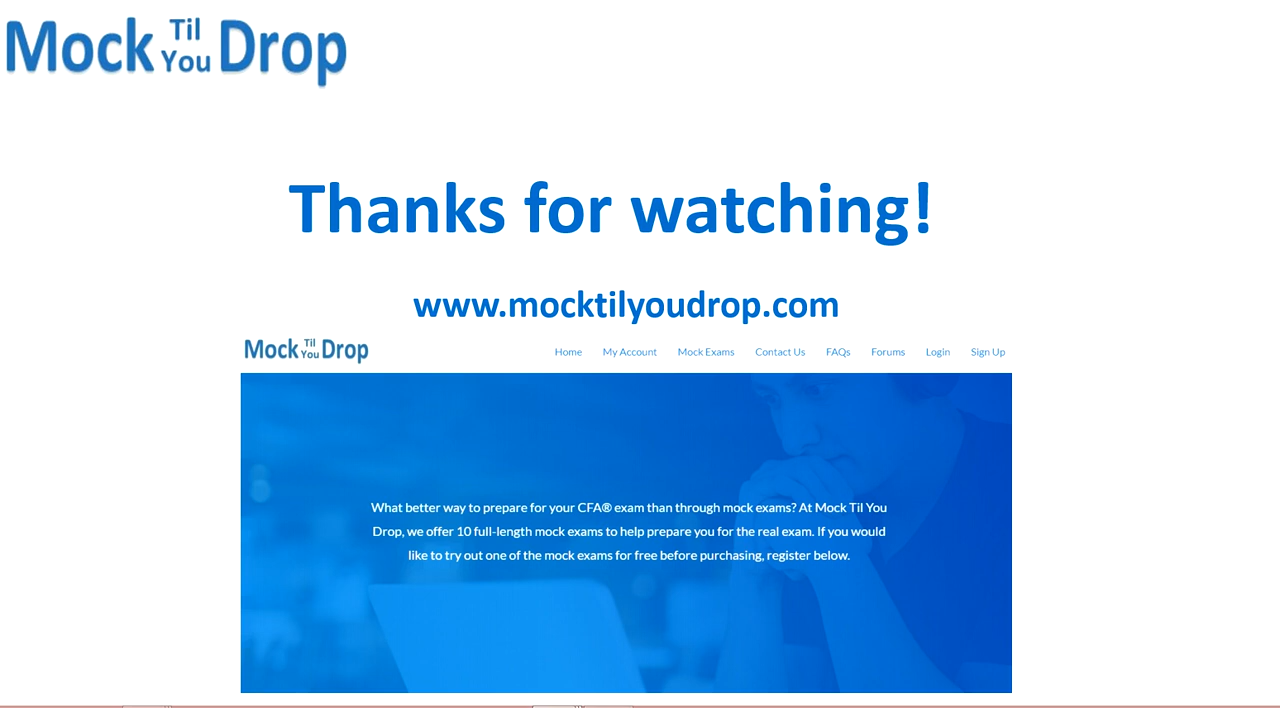 Mock Til You Drop
Thanks for watching!
www.mocktilyoudrop.com
Mock Til You Drop Home My Account Mock Exams Contact Us FAQs Forums Login Sign Up
What better way to prepare for your CFA® exam than through mock exams? At Mock Til You
Drop, we offer 10 full-length mock exams to help prepare you for the real exam. If you would
like to try out one of the mock exams for free before purchasing, register below.